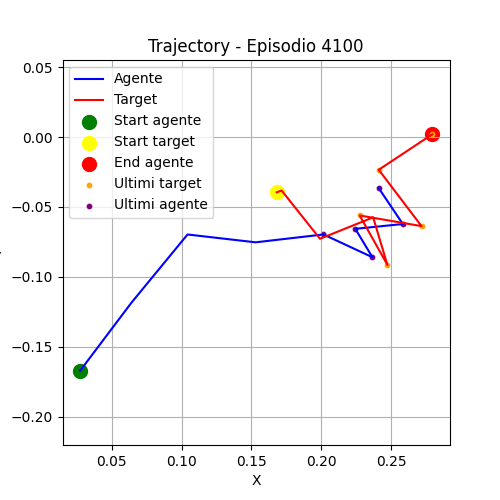 Trajectory - Episodio 4100
Agente
Target
Start agente
Start target
End agente
Ultimi target
Ultimi agente
0.05
0.00
−0.05
−0.10
−0.15
−0.20
0.05
0.10
0.15
0.20
0.25
X